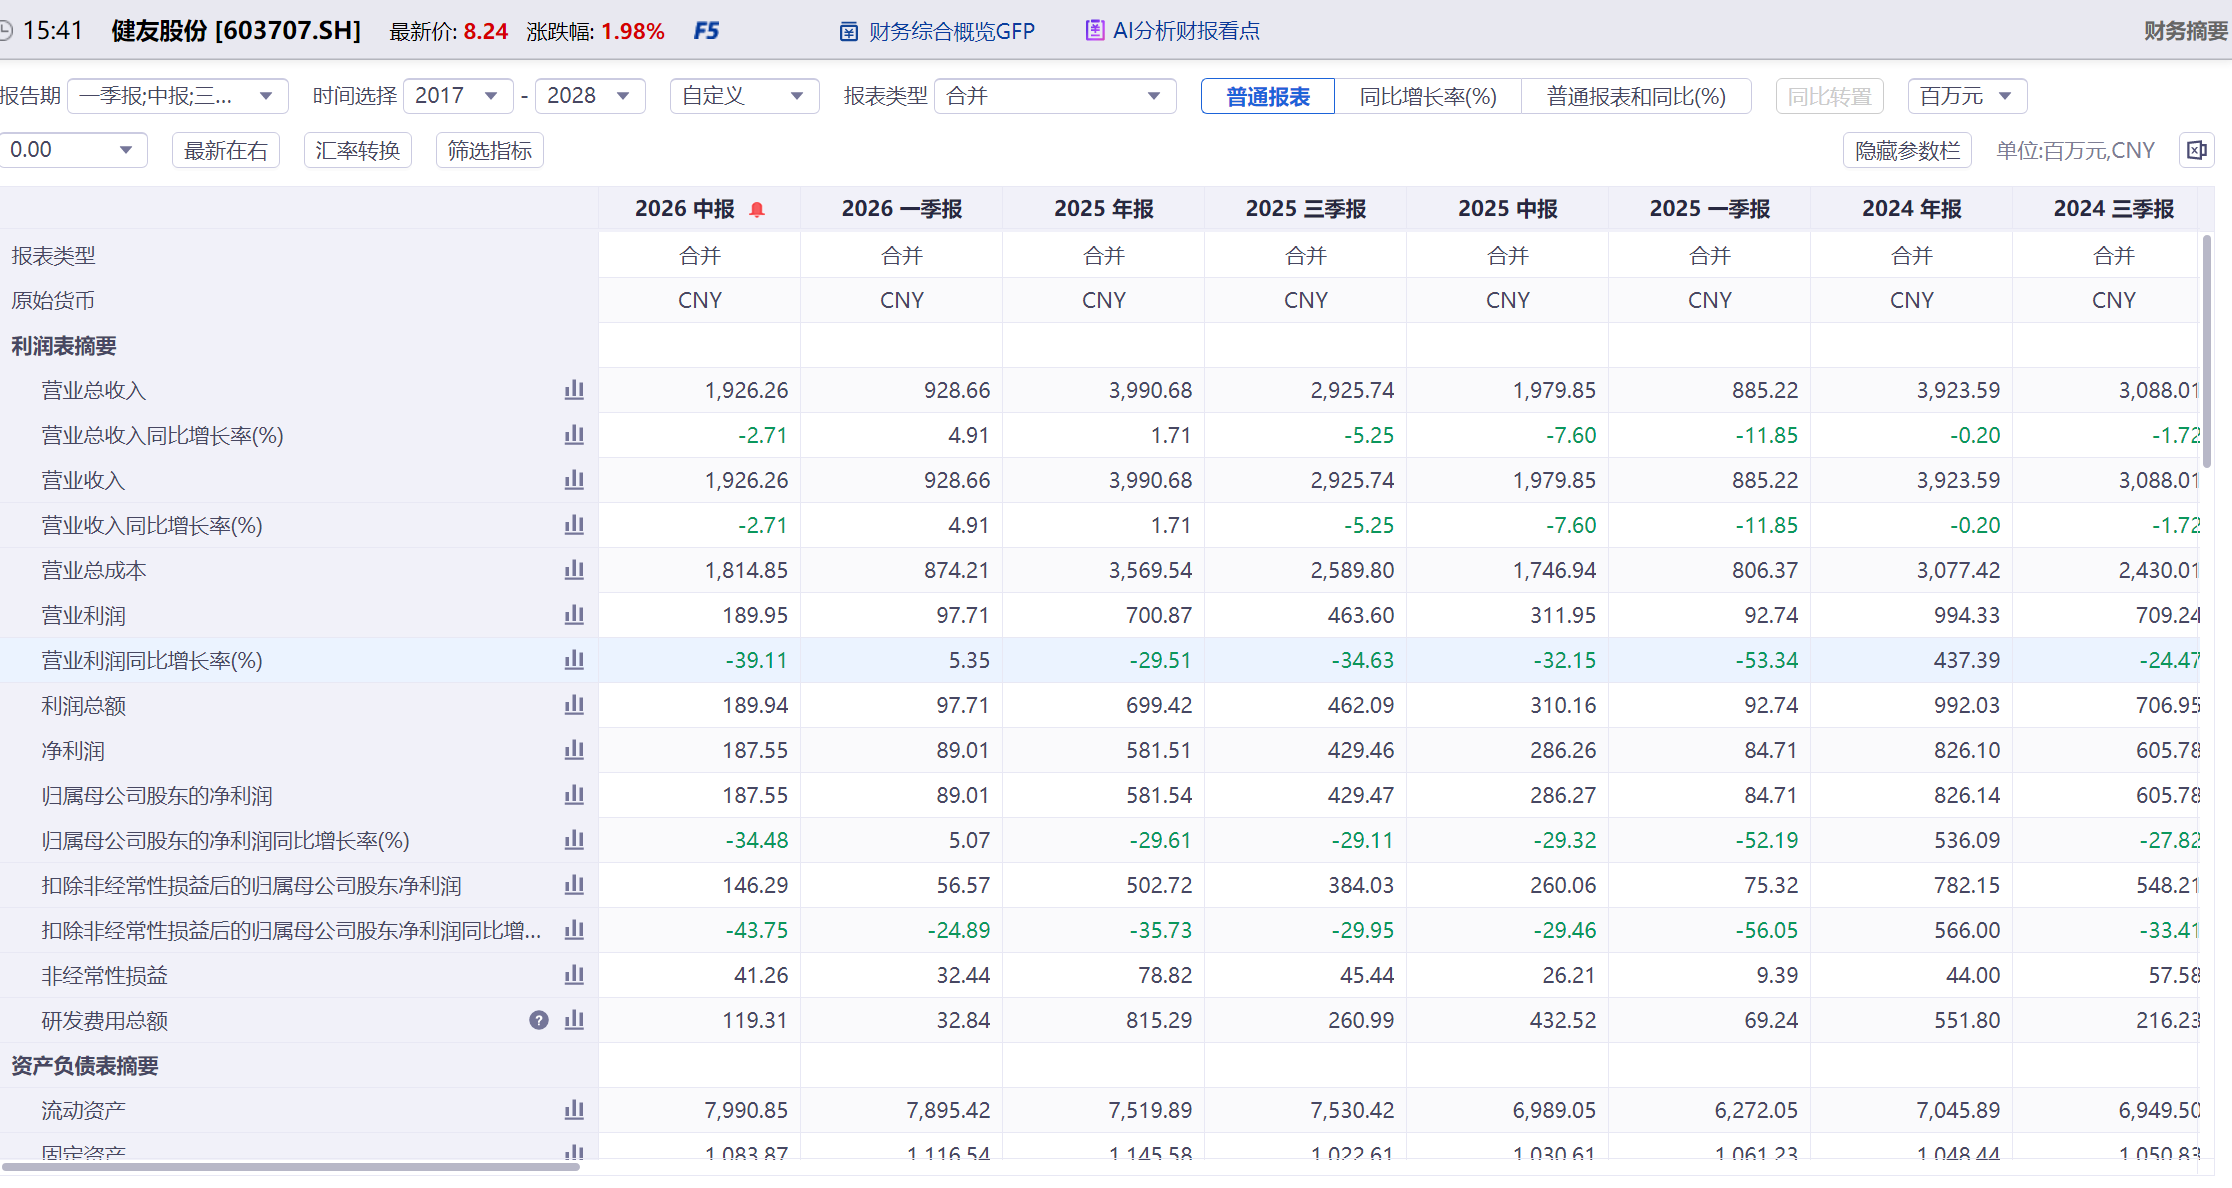 15:41 健友股份 [603707.SH] 最新价: 8.24 涨跌幅: 1.98% F5 财务综合概览GFP AI分析财报看点 财务摘要
报告期 一季报;中报;三... 时间选择 2017 - 2028 自定义 报表类型 合并 普通报表 同比增长率(%) 普通报表和同比(%) 同比转置 百万元
0.00 最新在右 汇率转换 筛选指标 隐藏参数栏 单位:百万元,CNY
2026 中报 2026 一季报 2025 年报 2025 三季报 2025 中报 2025 一季报 2024 年报 2024 三季报
报表类型 合并 合并 合并 合并 合并 合并 合并 合并
原始货币 CNY CNY CNY CNY CNY CNY CNY CNY
利润表摘要
营业总收入 1,926.26 928.66 3,990.68 2,925.74 1,979.85 885.22 3,923.59 3,088.01
营业总收入同比增长率(%) -2.71 4.91 1.71 -5.25 -7.60 -11.85 -0.20 -1.72
营业收入 1,926.26 928.66 3,990.68 2,925.74 1,979.85 885.22 3,923.59 3,088.01
营业收入同比增长率(%) -2.71 4.91 1.71 -5.25 -7.60 -11.85 -0.20 -1.72
营业总成本 1,814.85 874.21 3,569.54 2,589.80 1,746.94 806.37 3,077.42 2,430.01
营业利润 189.95 97.71 700.87 463.60 311.95 92.74 994.33 709.24
营业利润同比增长率(%) -39.11 5.35 -29.51 -34.63 -32.15 -53.34 437.39 -24.47
利润总额 189.94 97.71 699.42 462.09 310.16 92.74 992.03 706.95
净利润 187.55 89.01 581.51 429.46 286.26 84.71 826.10 605.78
归属母公司股东的净利润 187.55 89.01 581.54 429.47 286.27 84.71 826.14 605.78
归属母公司股东的净利润同比增长率(%) -34.48 5.07 -29.61 -29.11 -29.32 -52.19 536.09 -27.82
扣除非经常性损益后的归属母公司股东净利润 146.29 56.57 502.72 384.03 260.06 75.32 782.15 548.21
扣除非经常性损益后的归属母公司股东净利润同比增... -43.75 -24.89 -35.73 -29.95 -29.46 -56.05 566.00 -33.41
非经常性损益 41.26 32.44 78.82 45.44 26.21 9.39 44.00 57.58
研发费用总额 ? 119.31 32.84 815.29 260.99 432.52 69.24 551.80 216.23
资产负债表摘要
流动资产 7,990.85 7,895.42 7,519.89 7,530.42 6,989.05 6,272.05 7,045.89 6,949.50
固定资产 1,083.87 1,116.54 1,145.58 1,022.61 1,030.61 1,061.23 1,048.44 1,050.83